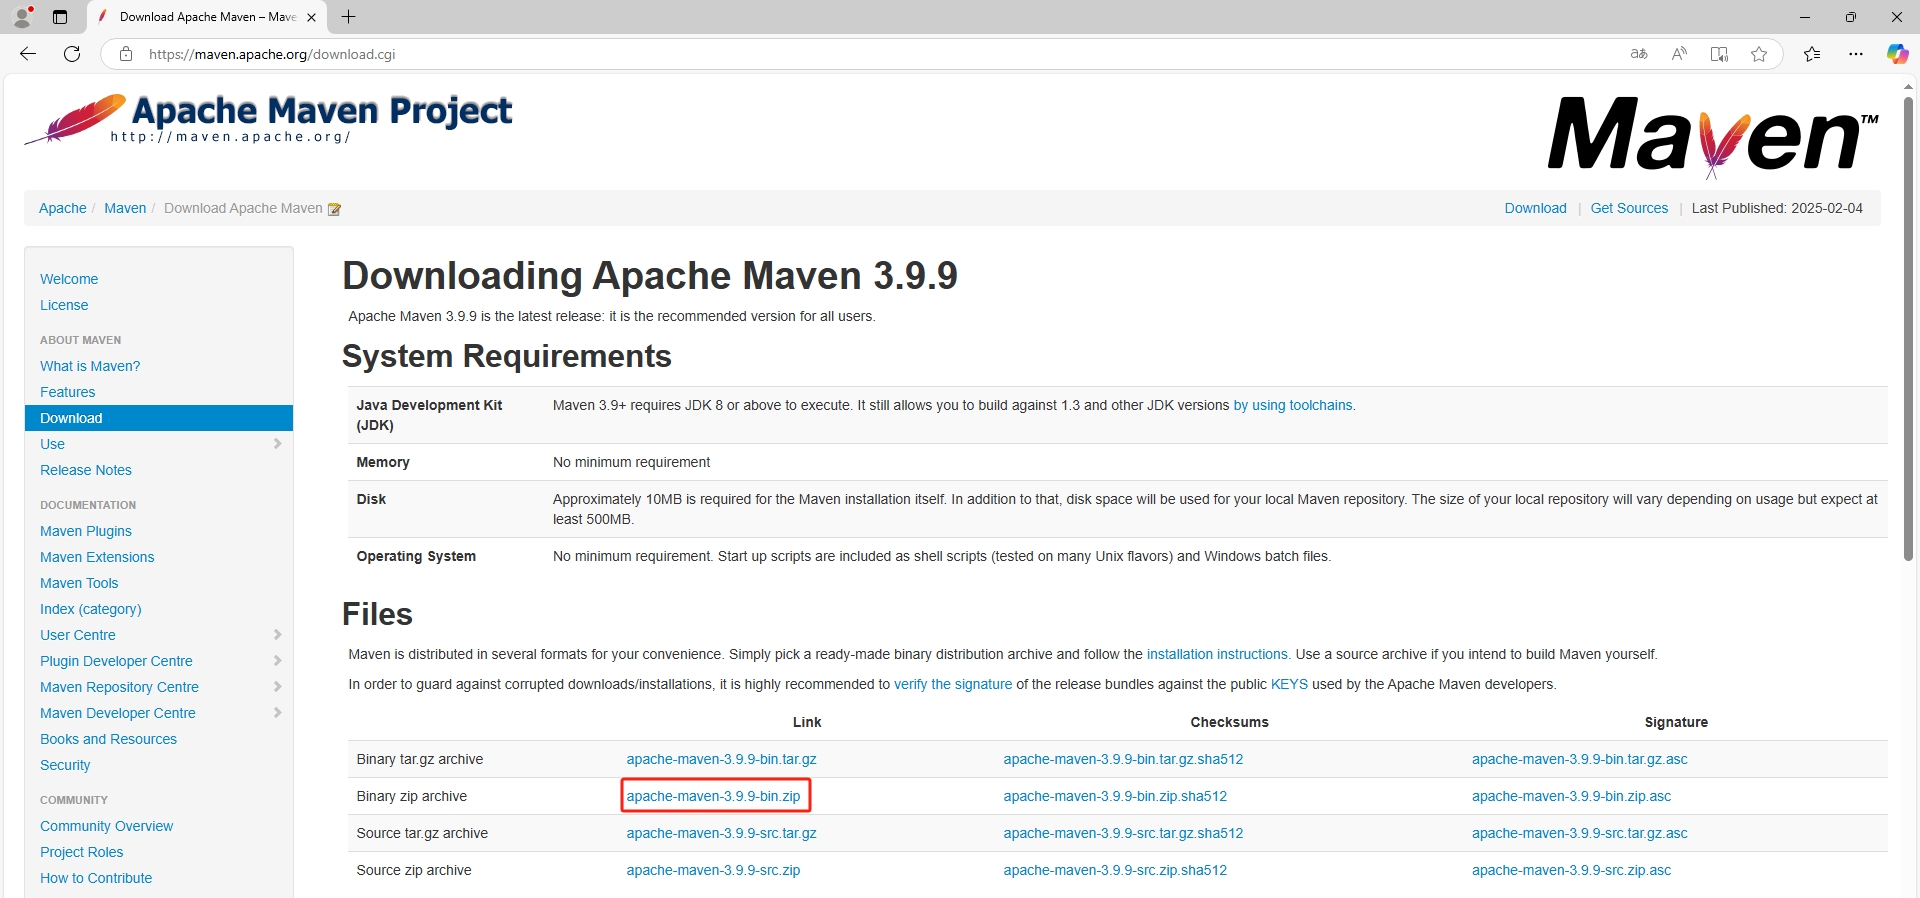 Download Apache Maven – Mave
https://maven.apache.org/download.cgi
Apache Maven Project
http://maven.apache.org/
Maven™
Apache / Maven / Download Apache Maven
Download | Get Sources | Last Published: 2025-02-04
Welcome
License
ABOUT MAVEN
What is Maven?
Features
Download
Use
Release Notes
DOCUMENTATION
Maven Plugins
Maven Extensions
Maven Tools
Index (category)
User Centre
Plugin Developer Centre
Maven Repository Centre
Maven Developer Centre
Books and Resources
Security
COMMUNITY
Community Overview
Project Roles
How to Contribute
Downloading Apache Maven 3.9.9
Apache Maven 3.9.9 is the latest release: it is the recommended version for all users.
System Requirements
Java Development Kit (JDK) Maven 3.9+ requires JDK 8 or above to execute. It still allows you to build against 1.3 and other JDK versions by using toolchains.
Memory No minimum requirement
Disk Approximately 10MB is required for the Maven installation itself. In addition to that, disk space will be used for your local Maven repository. The size of your local repository will vary depending on usage but expect at
least 500MB.
Operating System No minimum requirement. Start up scripts are included as shell scripts (tested on many Unix flavors) and Windows batch files.
Files
Maven is distributed in several formats for your convenience. Simply pick a ready-made binary distribution archive and follow the installation instructions. Use a source archive if you intend to build Maven yourself.
In order to guard against corrupted downloads/installations, it is highly recommended to verify the signature of the release bundles against the public KEYS used by the Apache Maven developers.
Link Checksums Signature
Binary tar.gz archive apache-maven-3.9.9-bin.tar.gz apache-maven-3.9.9-bin.tar.gz.sha512 apache-maven-3.9.9-bin.tar.gz.asc
Binary zip archive apache-maven-3.9.9-bin.zip apache-maven-3.9.9-bin.zip.sha512 apache-maven-3.9.9-bin.zip.asc
Source tar.gz archive apache-maven-3.9.9-src.tar.gz apache-maven-3.9.9-src.tar.gz.sha512 apache-maven-3.9.9-src.tar.gz.asc
Source zip archive apache-maven-3.9.9-src.zip apache-maven-3.9.9-src.zip.sha512 apache-maven-3.9.9-src.zip.asc